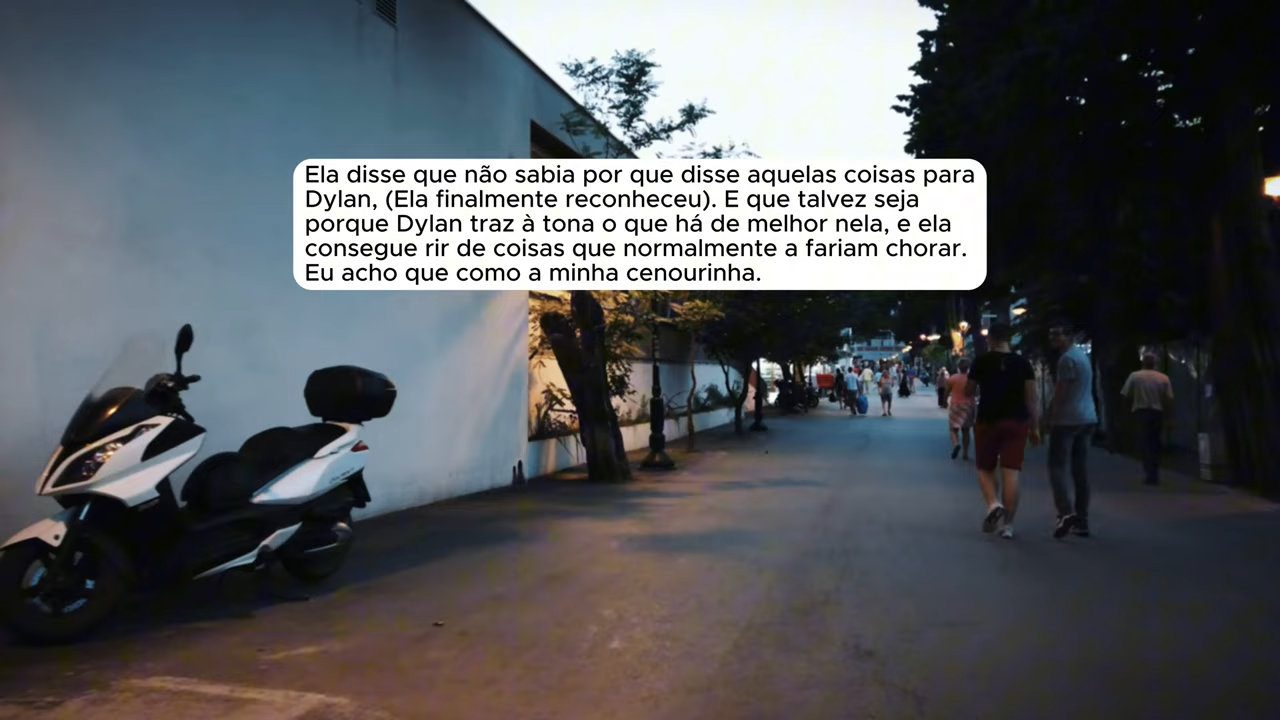 Ela disse que não sabia por que disse aquelas coisas para
Dylan, (Ela finalmente reconheceu). E que talvez seja
porque Dylan traz à tona o que há de melhor nela, e ela
consegue rir de coisas que normalmente a fariam chorar.
Eu acho que como a minha cenourinha.